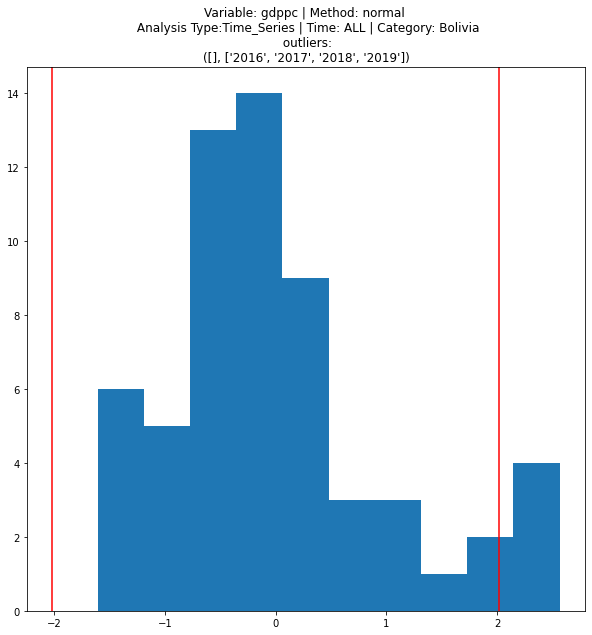 Variable: gdppc | Method: normal
Analysis Type:Time_Series | Time: ALL | Category: Bolivia
outliers:
([], ['2016', '2017', '2018', '2019'])
14
12
10
8
6
4
2
0
−2 −1 0 1 2